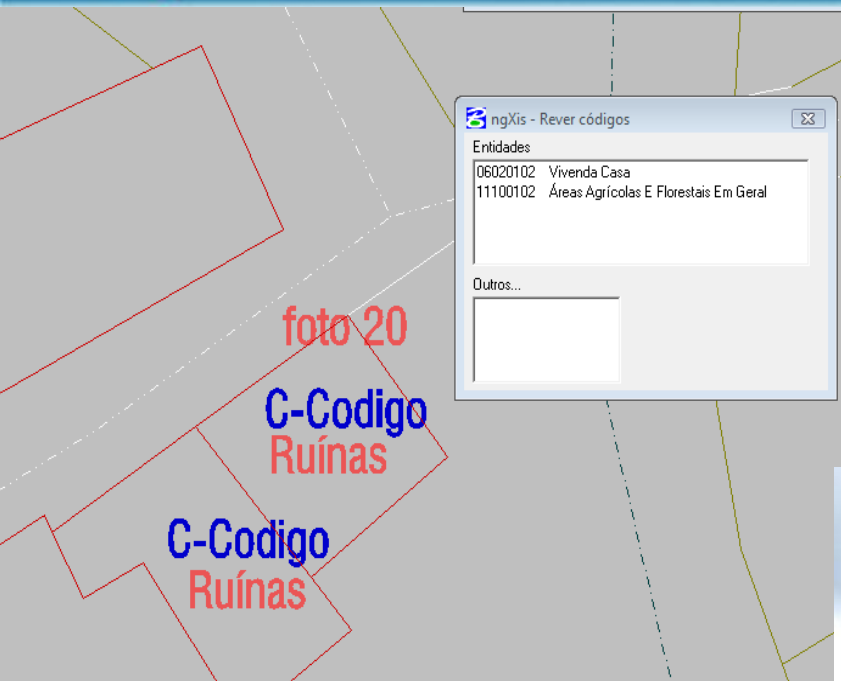 ngXis - Rever códigos
Entidades
06020102 Vivenda Casa
11100102 Áreas Agrícolas E Florestais Em Geral
Outros...
foto 20
C-Codigo
Ruínas
C-Codigo
Ruínas